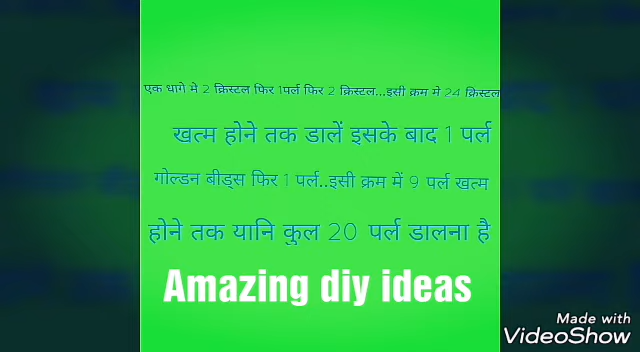 एक धागे मे 2 क्रिस्टल फिर 1पर्ल फिर 2 क्रिस्टल...इसी क्रम मे 24 क्रिस्टल
खत्म होने तक डालें इसके बाद 1 पर्ल
गोल्डन बीड्स फिर 1 पर्ल..इसी क्रम में 9 पर्ल खत्म
होने तक यानि कुल 20 पर्ल डालना है
Amazing diy ideas
Made with
VideoShow